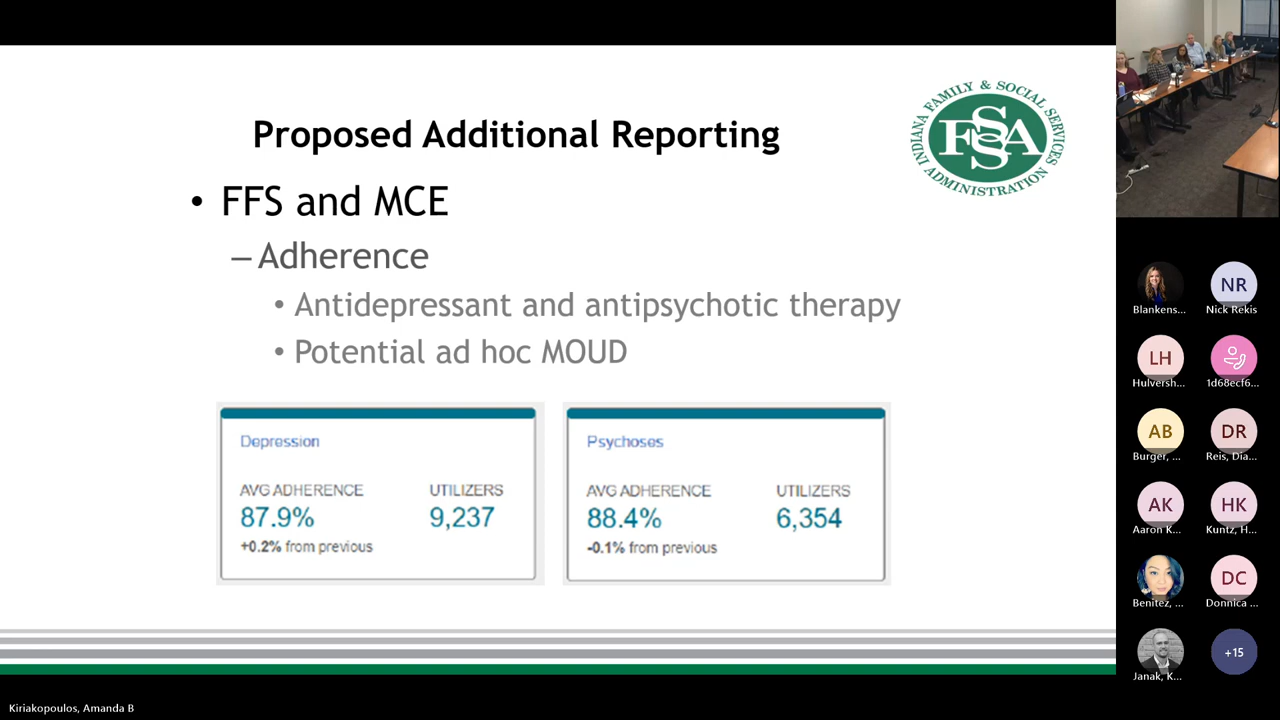 Proposed Additional Reporting
INDIANA FAMILY & SOCIAL SERVICES ADMINISTRATION
FSSA
• FFS and MCE
– Adherence
• Antidepressant and antipsychotic therapy
• Potential ad hoc MOUD
Depression
AVG ADHERENCE UTILIZERS
87.9% 9,237
+0.2% from previous
Psychoses
AVG ADHERENCE UTILIZERS
88.4% 6,354
-0.1% from previous
Blankens...
NR
Nick Rekis
LH
Hulversh...
1d68ecf6...
AB
Burger, ...
DR
Reis, Dia...
AK
Aaron K...
HK
Kuntz, H...
Benitez, ...
DC
Donnica ...
Janak, K...
+15
Kiriakopoulos, Amanda B